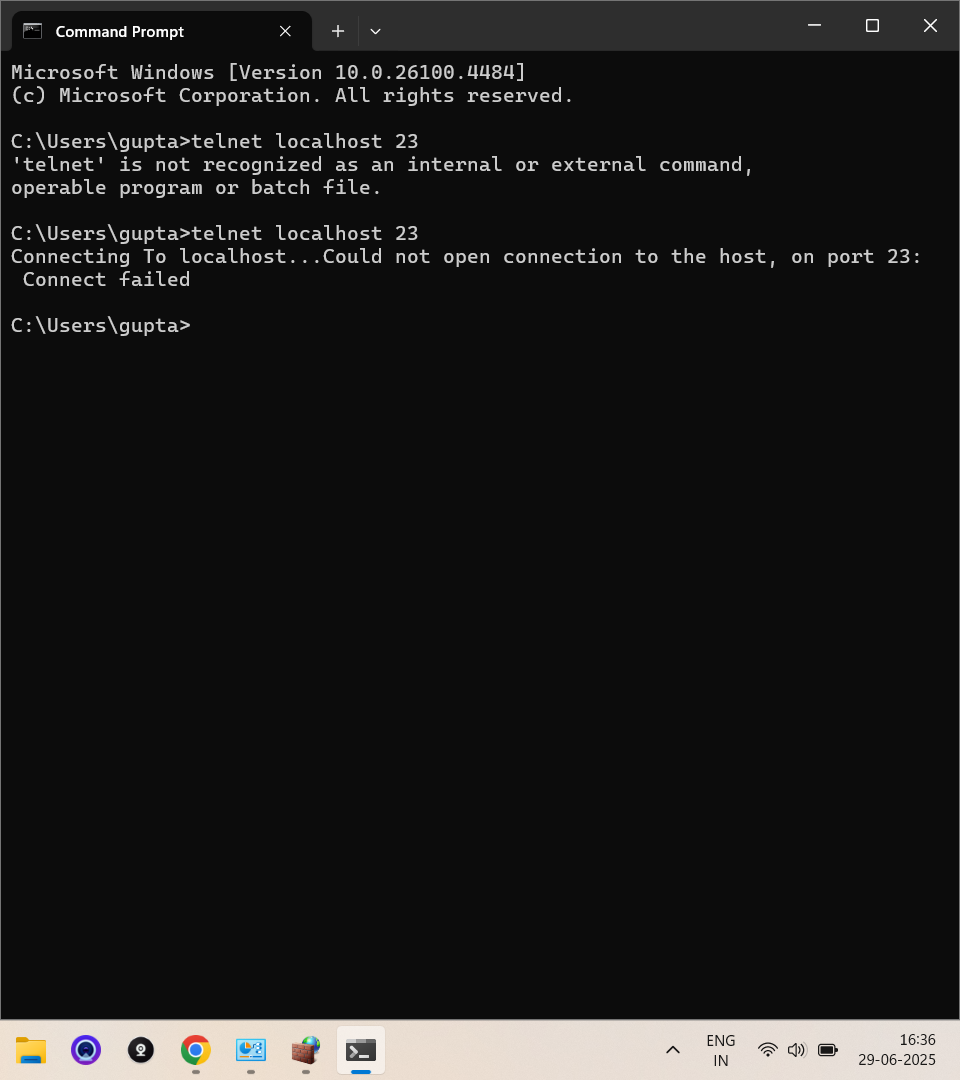 Command Prompt
Microsoft Windows [Version 10.0.26100.4484]
(c) Microsoft Corporation. All rights reserved.
C:\Users\gupta>telnet localhost 23
'telnet' is not recognized as an internal or external command,
operable program or batch file.
C:\Users\gupta>telnet localhost 23
Connecting To localhost...Could not open connection to the host, on port 23:
Connect failed
C:\Users\gupta>
ENG
IN
16:36
29-06-2025